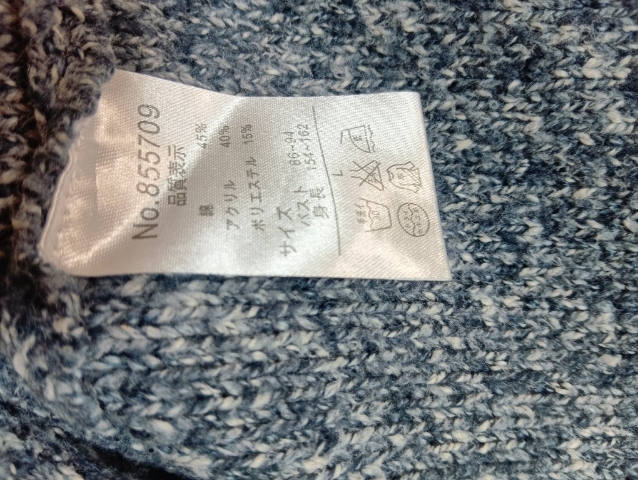 No.855709
品質表示
綿 45%
アクリル 40%
ポリエステル 15%
サイズ
バスト 86~94
身長 154~162
L